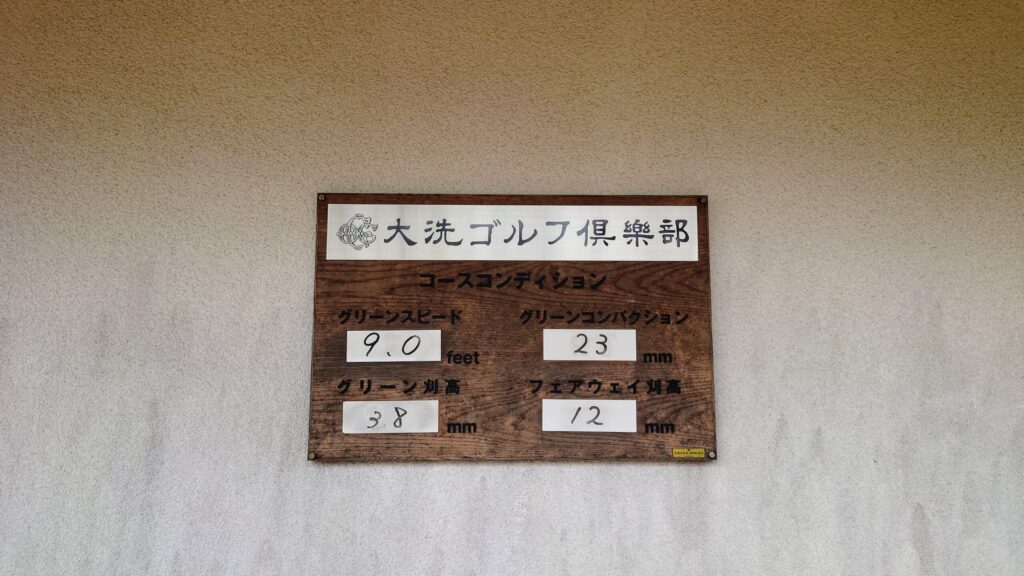 大洗ゴルフ倶樂部
コースコンディション
グリーンスピード
9.0 feet
グリーンコンパクション
23 mm
グリーン刈高
3.8 mm
フェアウェイ刈高
12 mm